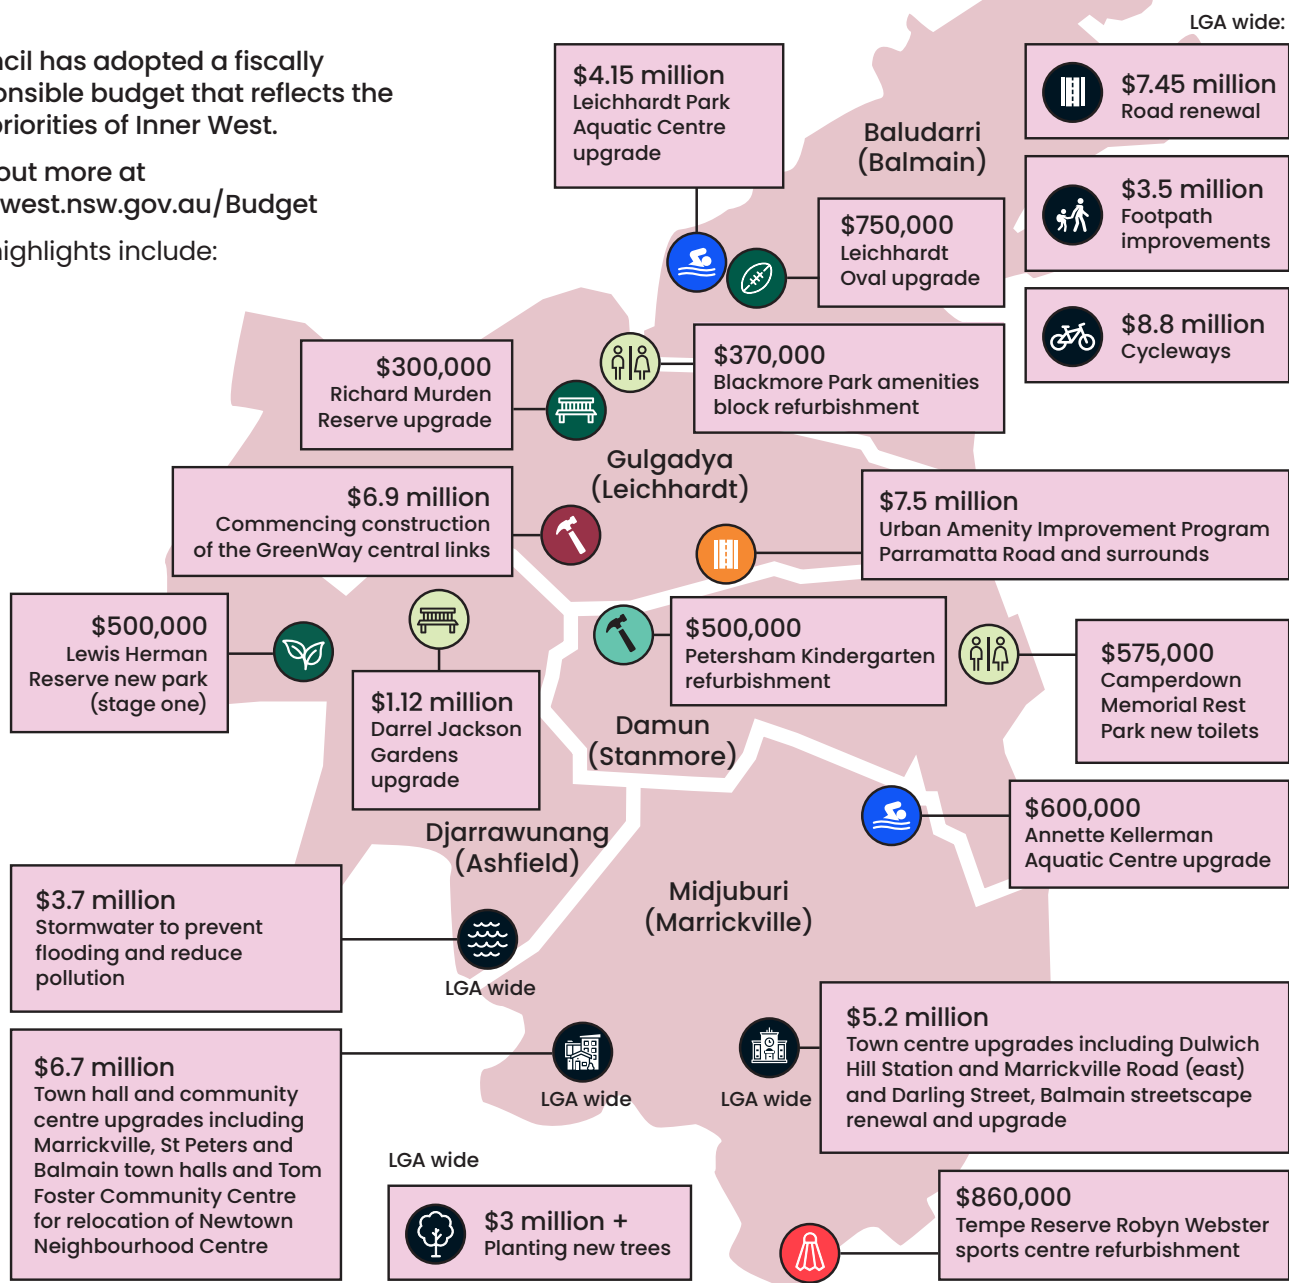 cil has adopted a fiscally
onsible budget that reflects the
priorities of Inner West.
out more at
west.nsw.gov.au/Budget
highlights include:
LGA wide:
$7.45 million
Road renewal
$3.5 million
Footpath
improvements
$8.8 million
Cycleways
$4.15 million
Leichhardt Park
Aquatic Centre
upgrade
Baludarri
(Balmain)
$750,000
Leichhardt
Oval upgrade
$370,000
Blackmore Park amenities
block refurbishment
$300,000
Richard Murden
Reserve upgrade
Gulgadya
(Leichhardt)
$6.9 million
Commencing construction
of the GreenWay central links
$7.5 million
Urban Amenity Improvement Program
Parramatta Road and surrounds
$500,000
Lewis Herman
Reserve new park
(stage one)
$1.12 million
Darrel Jackson
Gardens
upgrade
$500,000
Petersham Kindergarten
refurbishment
$575,000
Camperdown
Memorial Rest
Park new toilets
Damun
(Stanmore)
$600,000
Annette Kellerman
Aquatic Centre upgrade
Djarrawunang
(Ashfield)
Midjuburi
(Marrickville)
$3.7 million
Stormwater to prevent
flooding and reduce
pollution
LGA wide
$6.7 million
Town hall and community
centre upgrades including
Marrickville, St Peters and
Balmain town halls and Tom
Foster Community Centre
for relocation of Newtown
Neighbourhood Centre
LGA wide
LGA wide
$5.2 million
Town centre upgrades including Dulwich
Hill Station and Marrickville Road (east)
and Darling Street, Balmain streetscape
renewal and upgrade
LGA wide
$3 million +
Planting new trees
$860,000
Tempe Reserve Robyn Webster
sports centre refurbishment